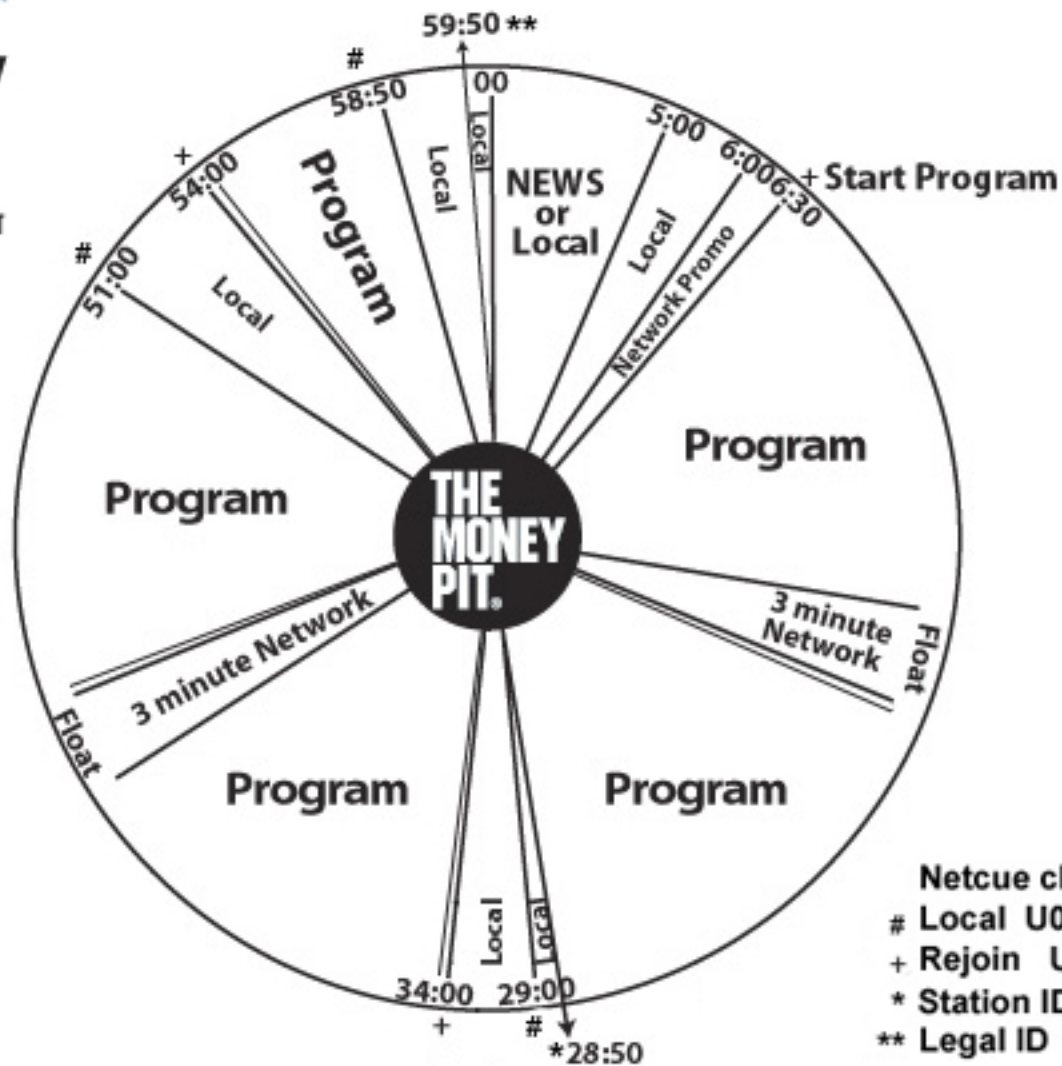 59:50 **
#
58:50
00
5:00
6:00
6:30
+ Start Program
+
54:00
#
51:00
Local
Program
Local
Local
NEWS
or
Local
Local
Network Promo
Program
Program
THE
MONEY
PIT.®
3 minute
Network
Float
3 minute Network
Float
Program
Program
Local
Local
34:00
29:00
+
#
*28:50
Netcue
# Local
+ Rejoin
* Station ID
** Legal ID